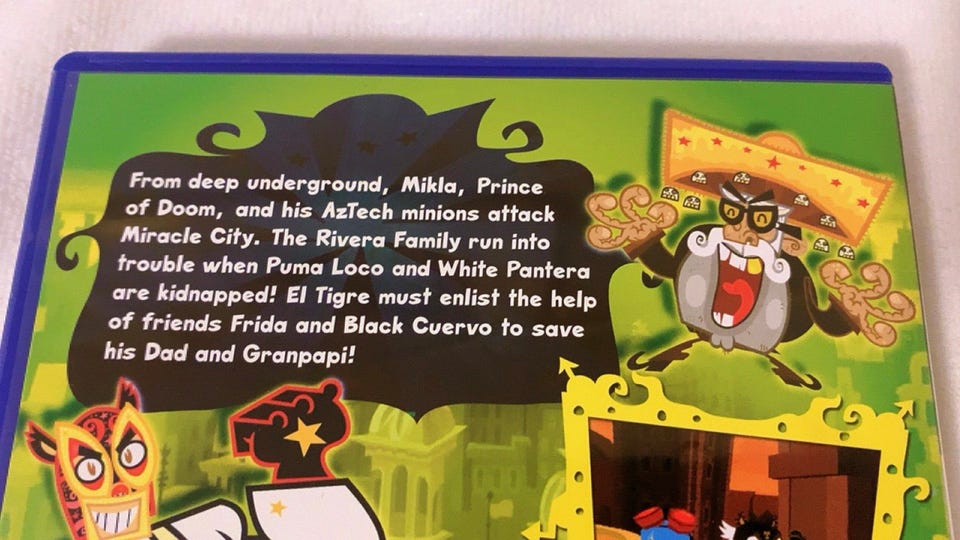 From deep underground, Mikla, Prince
of Doom, and his AzTech minions attack
Miracle City. The Rivera Family run into
trouble when Puma Loco and White Pantera
are kidnapped! El Tigre must enlist the help
of friends Frida and Black Cuervo to save
his Dad and Granpapi!